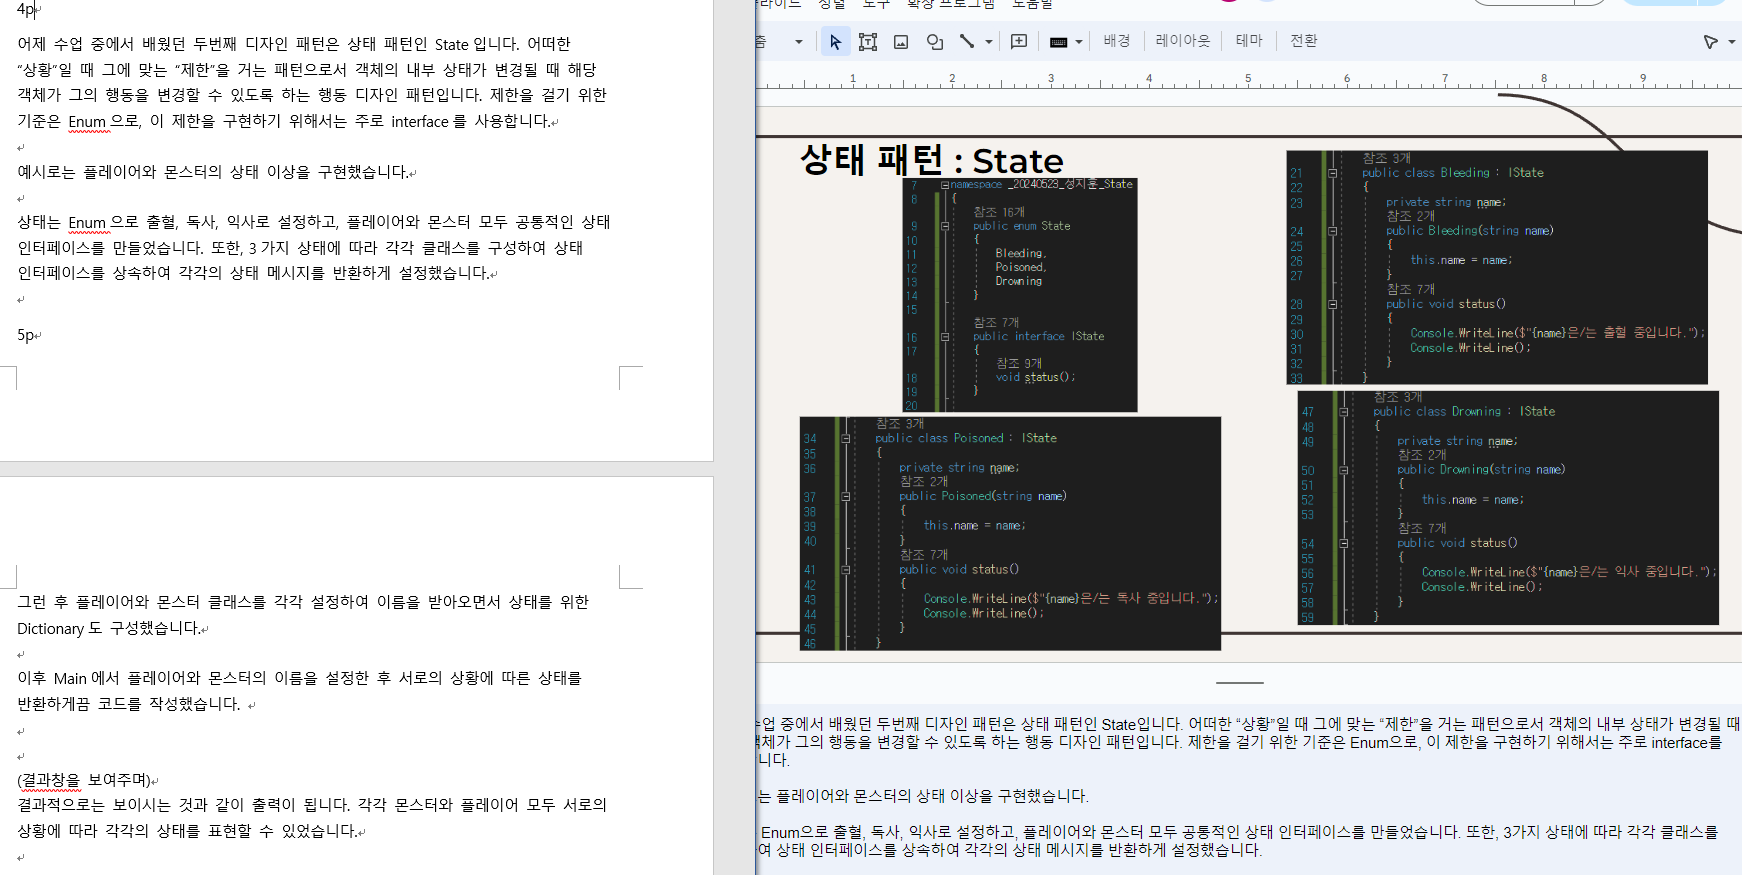 4p
어제 수업 중에서 배웠던 두번째 디자인 패턴은 상태 패턴인 State 입니다. 어떠한
“상황”일 때 그에 맞는 “제한”을 거는 패턴으로서 객체의 내부 상태가 변경될 때 해당
객체가 그의 행동을 변경할 수 있도록 하는 행동 디자인 패턴입니다. 제한을 걸기 위한
기준은 Enum 으로, 이 제한을 구현하기 위해서는 주로 interface 를 사용합니다.
예시로는 플레이어와 몬스터의 상태 이상을 구현했습니다.
상태는 Enum 으로 출혈, 독사, 익사로 설정하고, 플레이어와 몬스터 모두 공통적인 상태
인터페이스를 만들었습니다. 또한, 3 가지 상태에 따라 각각 클래스를 구성하여 상태
인터페이스를 상속하여 각각의 상태 메시지를 반환하게 설정했습니다.
5p
그런 후 플레이어와 몬스터 클래스를 각각 설정하여 이름을 받아오면서 상태를 위한
Dictionary 도 구성했습니다.
이후 Main 에서 플레이어와 몬스터의 이름을 설정한 후 서로의 상황에 따른 상태를
반환하게끔 코드를 작성했습니다.
(결과창을 보여주며)
결과적으로는 보이시는 것과 같이 출력이 됩니다. 각각 몬스터와 플레이어 모두 서로의
상황에 따라 각각의 상태를 표현할 수 있었습니다.
도구 확장 프로그램 도움말
춤 배경 레이아웃 테마 전환
1 2 3 4 5 6 7 8 9
상태 패턴 : State
7 namespace _20240523_성지훈_State
8 {
참조 16개
9 public enum State
10 {
11 Bleeding,
12 Poisoned,
13 Drowning
14 }
15
참조 7개
16 public interface IState
17 {
참조 9개
18 void status();
19 }
20
참조 3개
21 public class Bleeding : IState
22 {
23 private string name;
참조 2개
24 public Bleeding(string name)
25 {
26 this.name = name;
27 }
참조 7개
28 public void status()
29 {
30 Console.WriteLine($"{name}은/는 출혈 중입니다.");
31 Console.WriteLine();
32 }
33 }
참조 3개
34 public class Poisoned : IState
35 {
36 private string name;
참조 2개
37 public Poisoned(string name)
38 {
39 this.name = name;
40 }
참조 7개
41 public void status()
42 {
43 Console.WriteLine($"{name}은/는 독사 중입니다.");
44 Console.WriteLine();
45 }
46 }
참조 3개
47 public class Drowning : IState
48 {
49 private string name;
참조 2개
50 public Drowning(string name)
51 {
52 this.name = name;
53 }
참조 7개
54 public void status()
55 {
56 Console.WriteLine($"{name}은/는 익사 중입니다.");
57 Console.WriteLine();
58 }
59 }
수업 중에서 배웠던 두번째 디자인 패턴은 상태 패턴인 State입니다. 어떠한 “상황”일 때 그에 맞는 “제한”을 거는 패턴으로서 객체의 내부 상태가 변경될 때
객체가 그의 행동을 변경할 수 있도록 하는 행동 디자인 패턴입니다. 제한을 걸기 위한 기준은 Enum으로, 이 제한을 구현하기 위해서는 주로 interface를
니다.
는 플레이어와 몬스터의 상태 이상을 구현했습니다.
Enum으로 출혈, 독사, 익사로 설정하고, 플레이어와 몬스터 모두 공통적인 상태 인터페이스를 만들었습니다. 또한, 3가지 상태에 따라 각각 클래스를
여 상태 인터페이스를 상속하여 각각의 상태 메시지를 반환하게 설정했습니다.